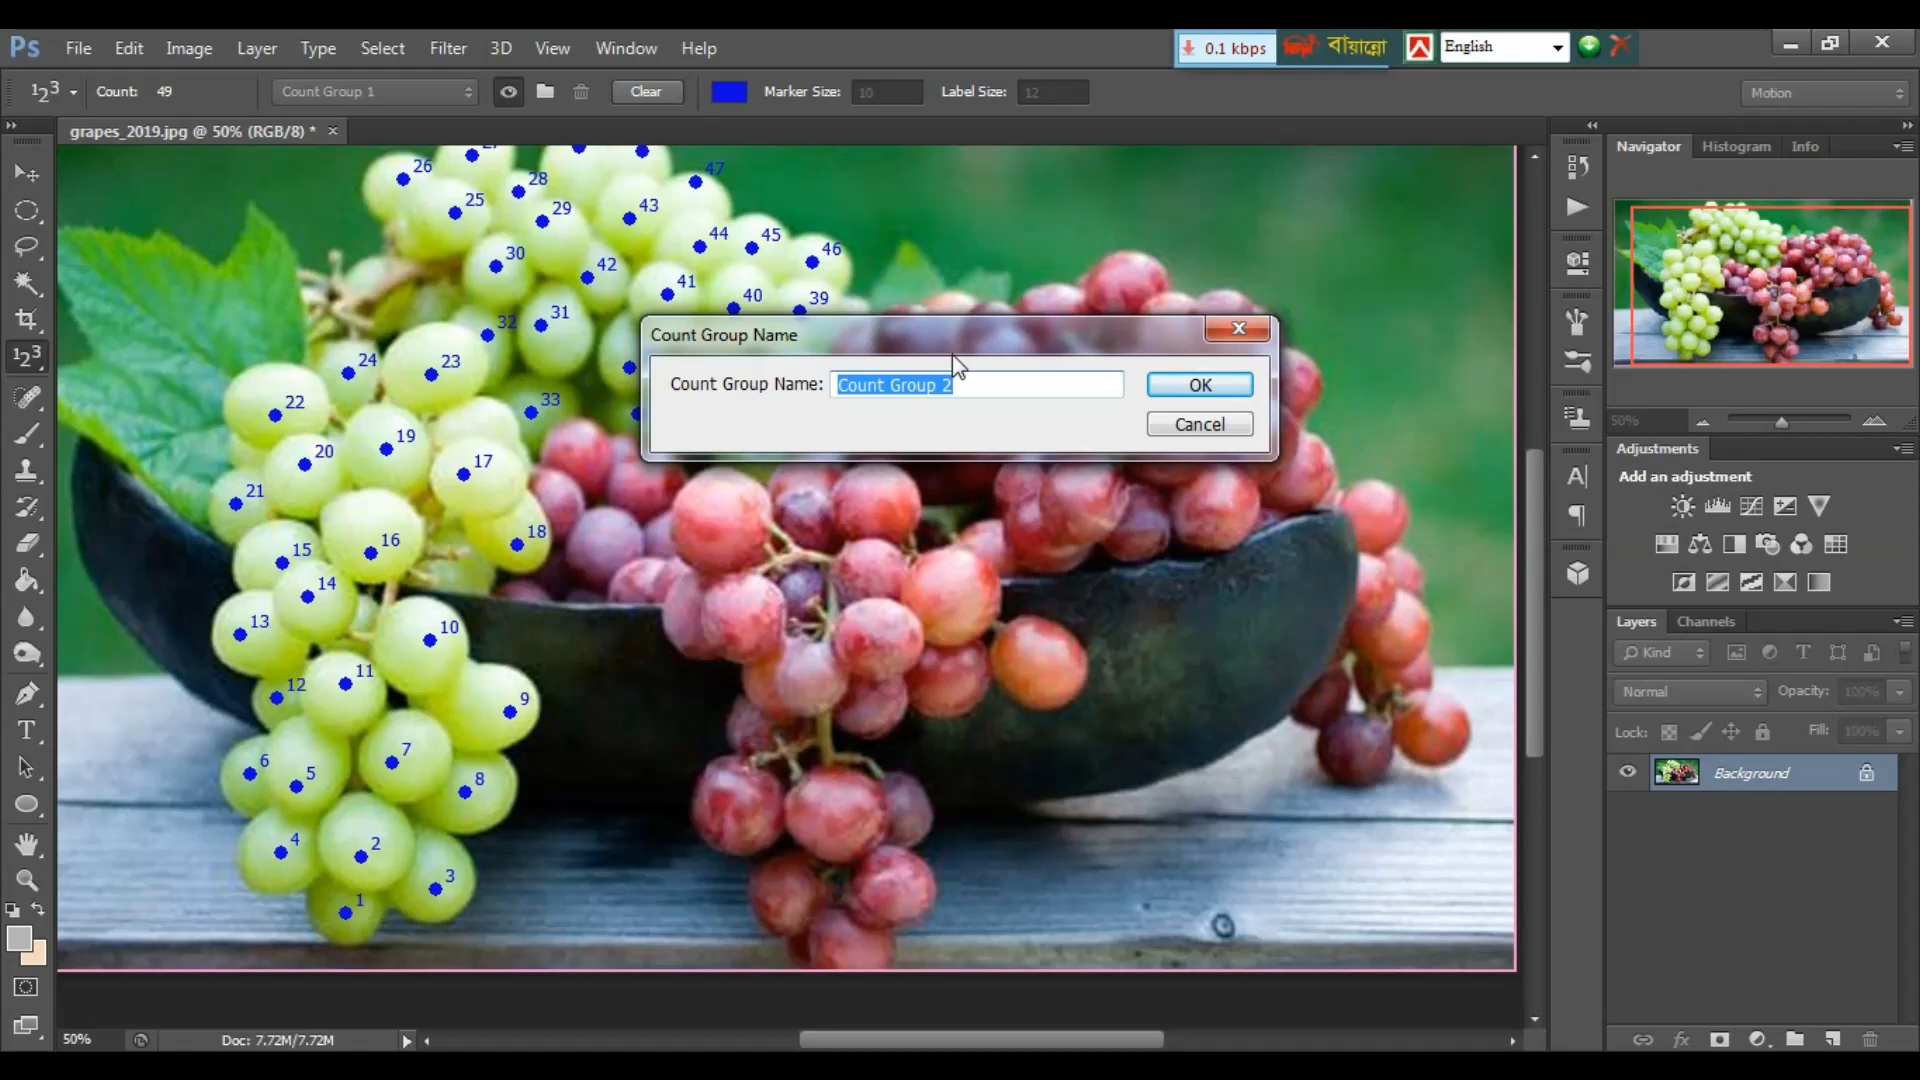 Ps File Edit Image Layer Type Select Filter 3D View Window Help
0.1 kbps বায়ান্নো English
123 Count: 49 Count Group 1 Clear Marker Size: 10 Label Size: 12 Motion
grapes_2019.jpg @ 50% (RGB/8) * ×
Navigator Histogram Info
26 28 47
25 29 43
44 45 46
30 42
41 40 39
32 31
24 23
22 33
20 19 17
21 18
15 16
14
13 10
11
12 9
6 5 7
8
4 2
3
1
Count Group Name
Count Group Name: Count Group 2 OK
Cancel
50%
Adjustments
Add an adjustment
Layers Channels
Kind
Normal Opacity: 100%
Lock: Fill: 100%
Background
50% Doc: 7.72M/7.72M